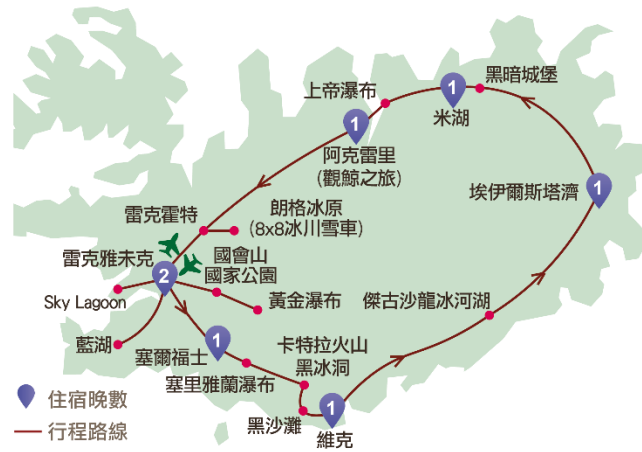 黑暗城堡
上帝瀑布
1
米湖
1
阿克雷里
(觀鯨之旅)
埃伊爾斯塔濟
1
雷克霍特
朗格冰原
(8x8冰川雪車)
雷克雅未克
2
國會山
國家公園
Sky Lagoon
黃金瀑布
傑古沙龍冰河湖
藍湖
塞爾福士
1
卡特拉火山
黑冰洞
塞里雅蘭瀑布
黑沙灘
1
維克
住宿晚數
行程路線